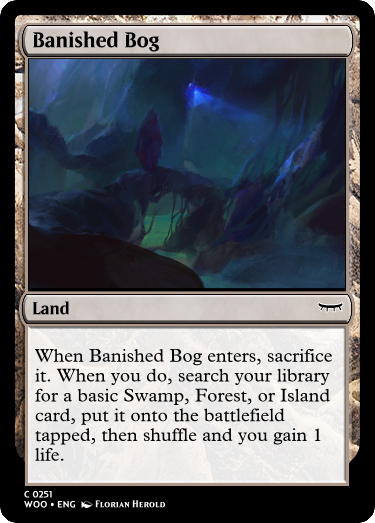 Banished Bog
Land
When Banished Bog enters, sacrifice
it. When you do, search your library
for a basic Swamp, Forest, or Island
card, put it onto the battlefield
tapped, then shuffle and you gain 1
life.
C 0251
WOO • ENG Florian Herold